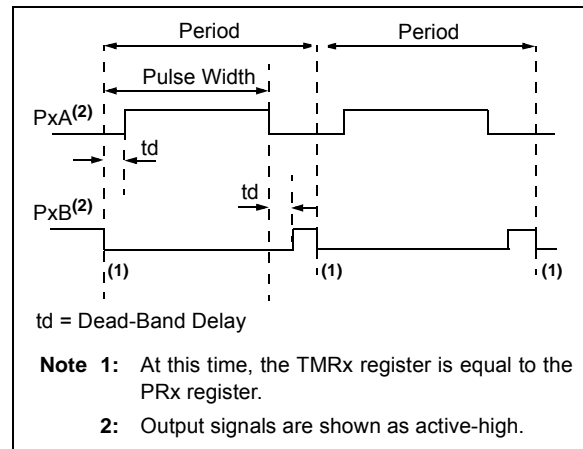 Period Period
Pulse Width
PxA(2)
td
td
PxB(2)
(1) (1) (1)
td = Dead-Band Delay
Note 1: At this time, the TMRx register is equal to the
PRx register.
2: Output signals are shown as active-high.